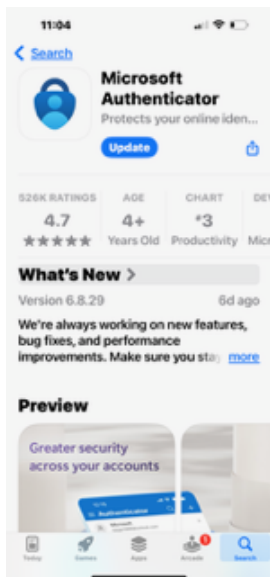 11:04
Search
Microsoft
Authenticator
Protects your online iden...
Update
526K RATINGS AGE CHART DE
4.7 4+ #3
Years Old Productivity Micr
What's New >
Version 6.8.29 6d ago
We're always working on new features,
bug fixes, and performance
improvements. Make sure you stay more
Preview
Greater security
across your accounts
Authenticator
Microsoft
1
Today Games Apps Arcade Search